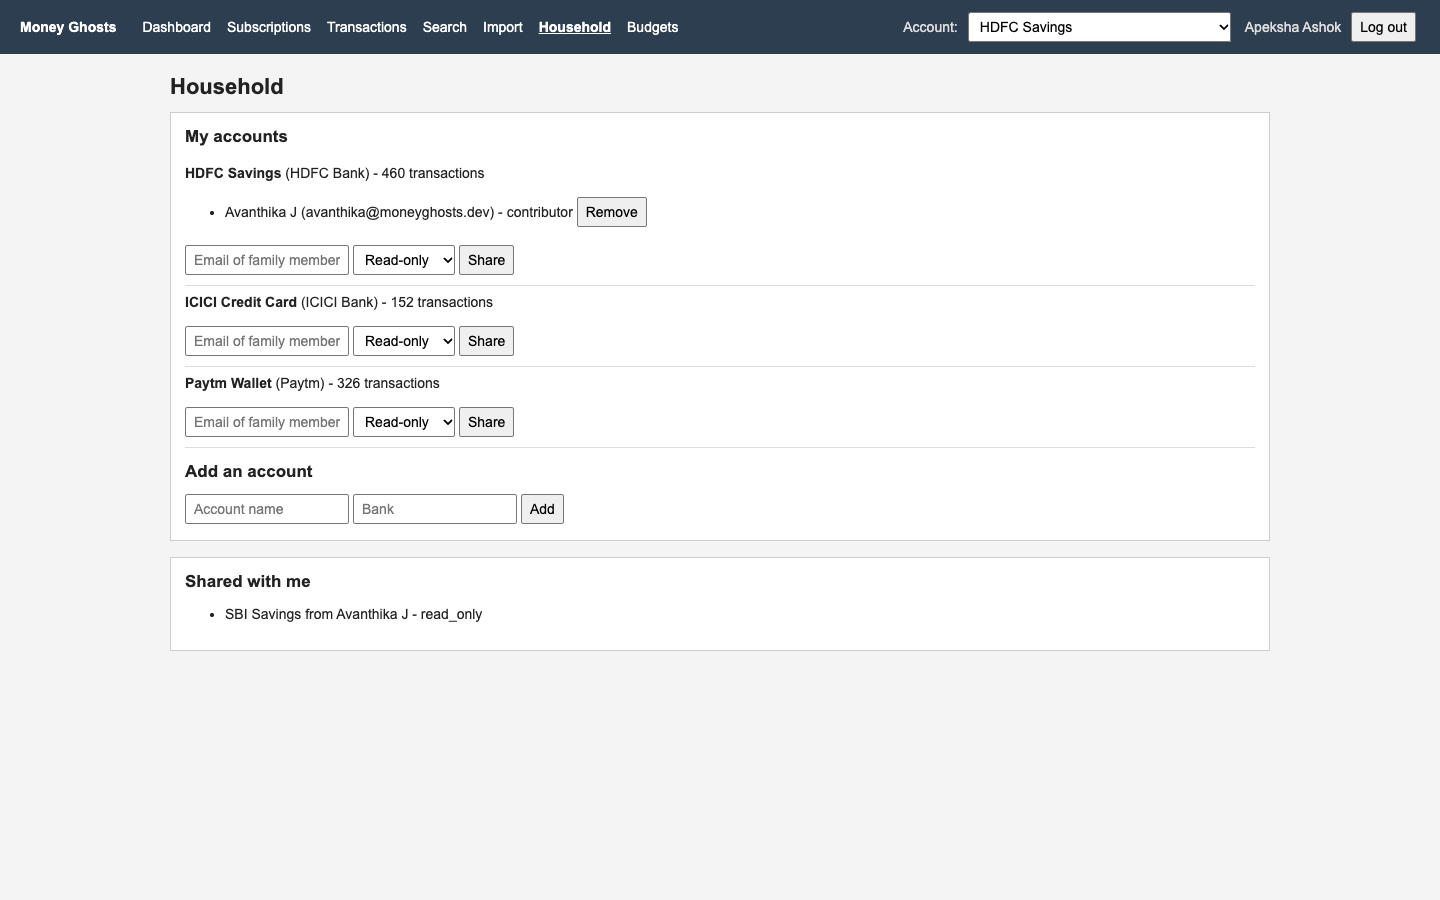 Money Ghosts Dashboard Subscriptions Transactions Search Import Household Budgets Account: HDFC Savings Apeksha Ashok Log out
Household
My accounts
HDFC Savings (HDFC Bank) - 460 transactions
Avanthika J (avanthika@moneyghosts.dev) - contributor Remove
Email of family member Read-only Share
ICICI Credit Card (ICICI Bank) - 152 transactions
Email of family member Read-only Share
Paytm Wallet (Paytm) - 326 transactions
Email of family member Read-only Share
Add an account
Account name Bank Add
Shared with me
SBI Savings from Avanthika J - read_only